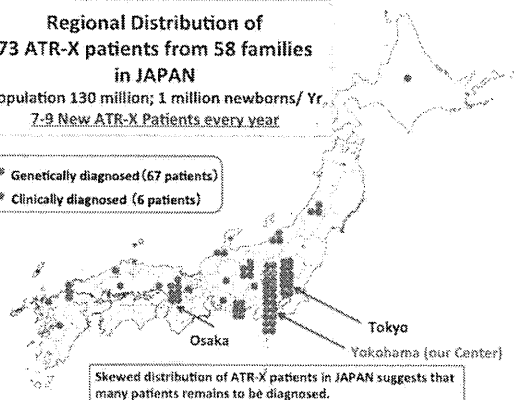 Regional Distribution of
73 ATR-X patients from 58 families
in JAPAN
opulation 130 million; 1 million newborns/ Yr.
7-9 New ATR-X Patients every year
Genetically diagnosed (67 patients)
Clinically diagnosed (6 patients)
Tokyo
Osaka
Yokohama (our Center)
Skewed distribution of ATR-X patients in JAPAN suggests that
many patients remains to be diagnosed.